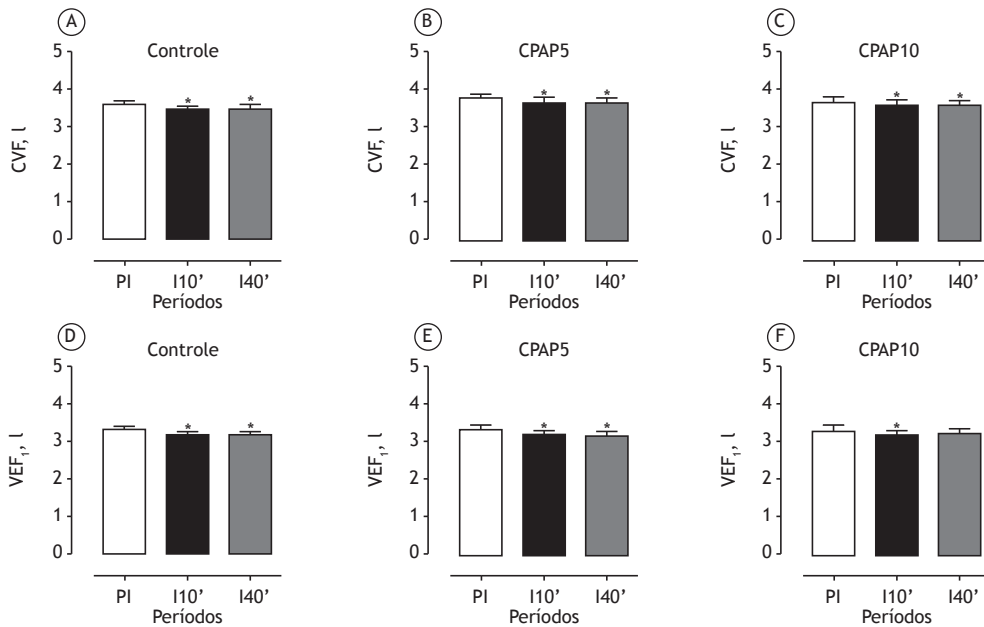 A
Controle
5
4
3
2
1
0
CVF, l
*
*
PI
I10’
I40’
Períodos
B
CPAP5
5
4
3
2
1
0
CVF, l
*
*
PI
I10’
I40’
Períodos
C
CPAP10
5
4
3
2
1
0
CVF, l
*
*
PI
I10’
I40’
Períodos
D
Controle
5
4
3
2
1
0
VEF₁, l
*
*
PI
I10’
I40’
Períodos
E
CPAP5
5
4
3
2
1
0
VEF₁, l
*
*
PI
I10’
I40’
Períodos
F
CPAP10
5
4
3
2
1
0
VEF₁, l
*
PI
I10’
I40’
Períodos